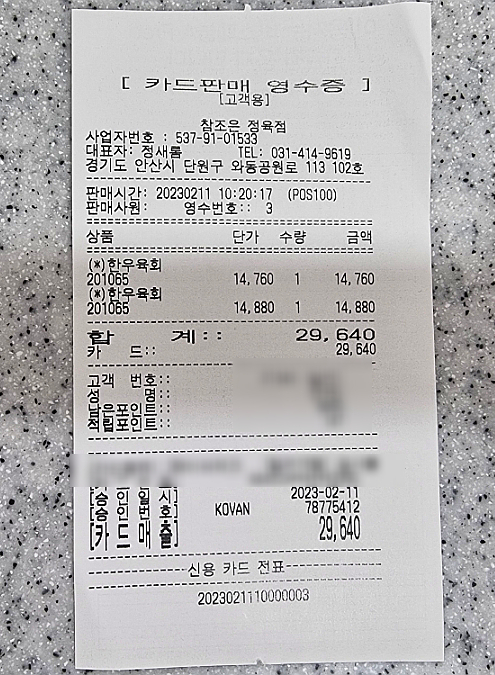 [ 카드판매 영수증 ]
[고객용]
참조은 정육점
사업자번호 : 537-91-01533
대표자: 정새롬 TEL: 031-414-9619
경기도 안산시 단원구 와동공원로 113 102호
판매시간: 20230211 10:20:17 (POS100)
판매사원: 영수번호:: 3
상품 단가 수량 금액
(*)한우육회
201065 14,760 1 14,760
(*)한우육회
201065 14,880 1 14,880
합 계:: 29,640
카 드:: 29,640
고객 번호::
성 명::
남은포인트::
적립포인트::
[승 인 일 시] 2023-02-11
[승 인 번 호] KOVAN 78775412
[카 드 매 출] 29,640
신용 카드 전표
2023021110000003